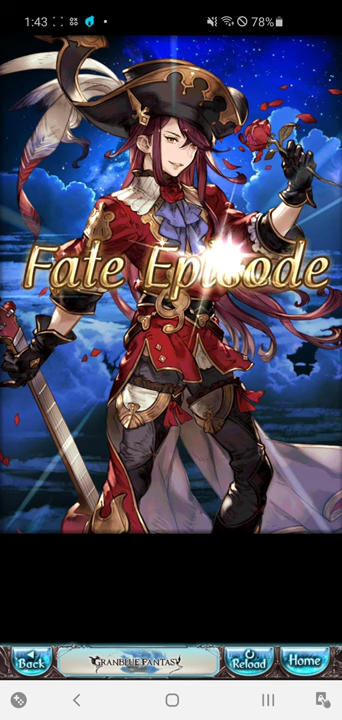 1:43
78%
Fate Episode
Back
GRANBLUE FANTASY
Reload
Home